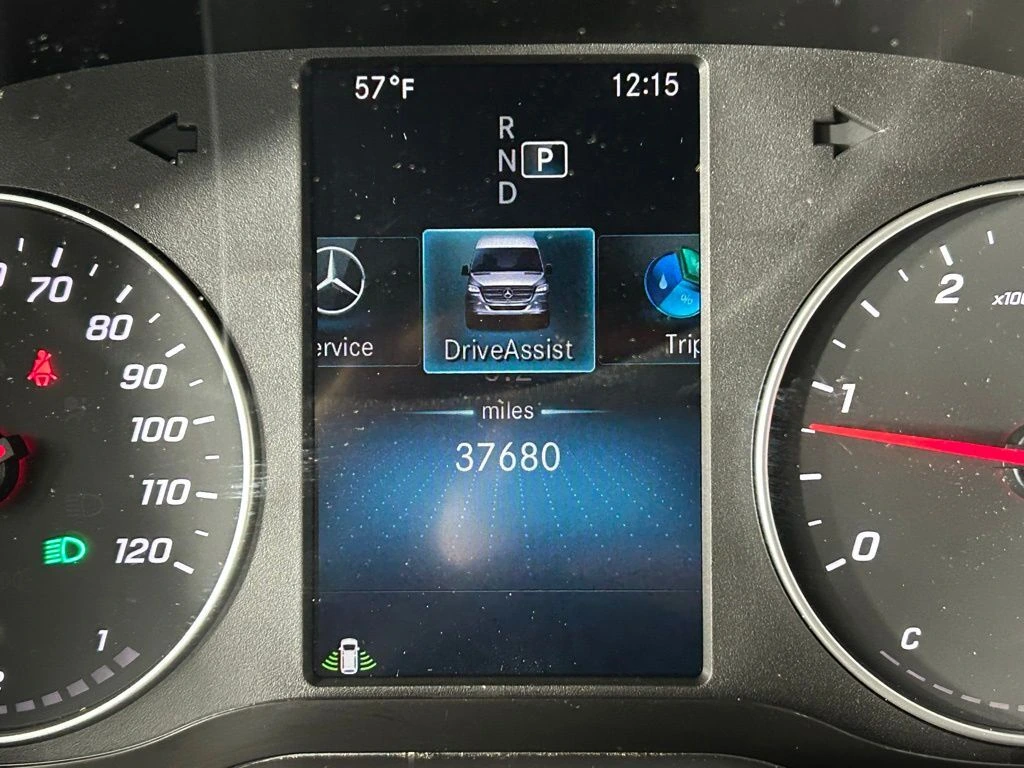 57°F 12:15
R
N P
D
ervice DriveAssist Trip
miles
37680
70
80
90
100
110
120
1
2
x100
1
0
C